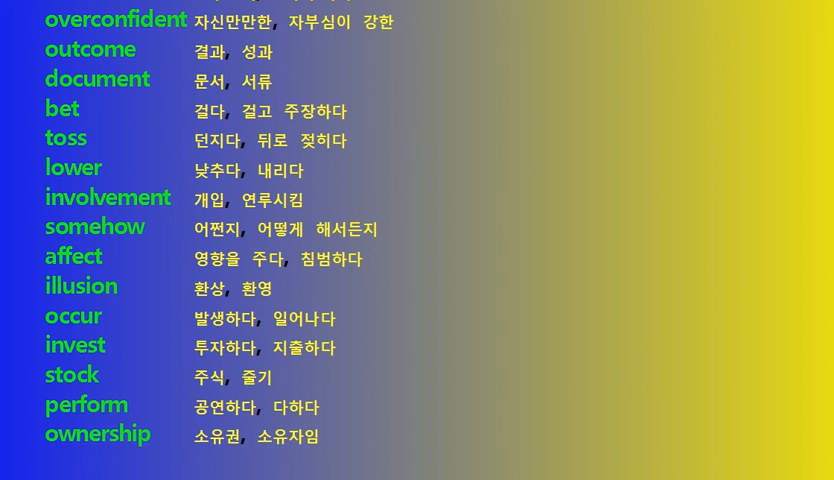 overconfident 자신만만한, 자부심이 강한
outcome 결과, 성과
document 문서, 서류
bet 걸다, 걸고 주장하다
toss 던지다, 뒤로 젖히다
lower 낮추다, 내리다
involvement 개입, 연루시킴
somehow 어쩐지, 어떻게 해서든지
affect 영향을 주다, 침범하다
illusion 환상, 환영
occur 발생하다, 일어나다
invest 투자하다, 지출하다
stock 주식, 줄기
perform 공연하다, 다하다
ownership 소유권, 소유자임